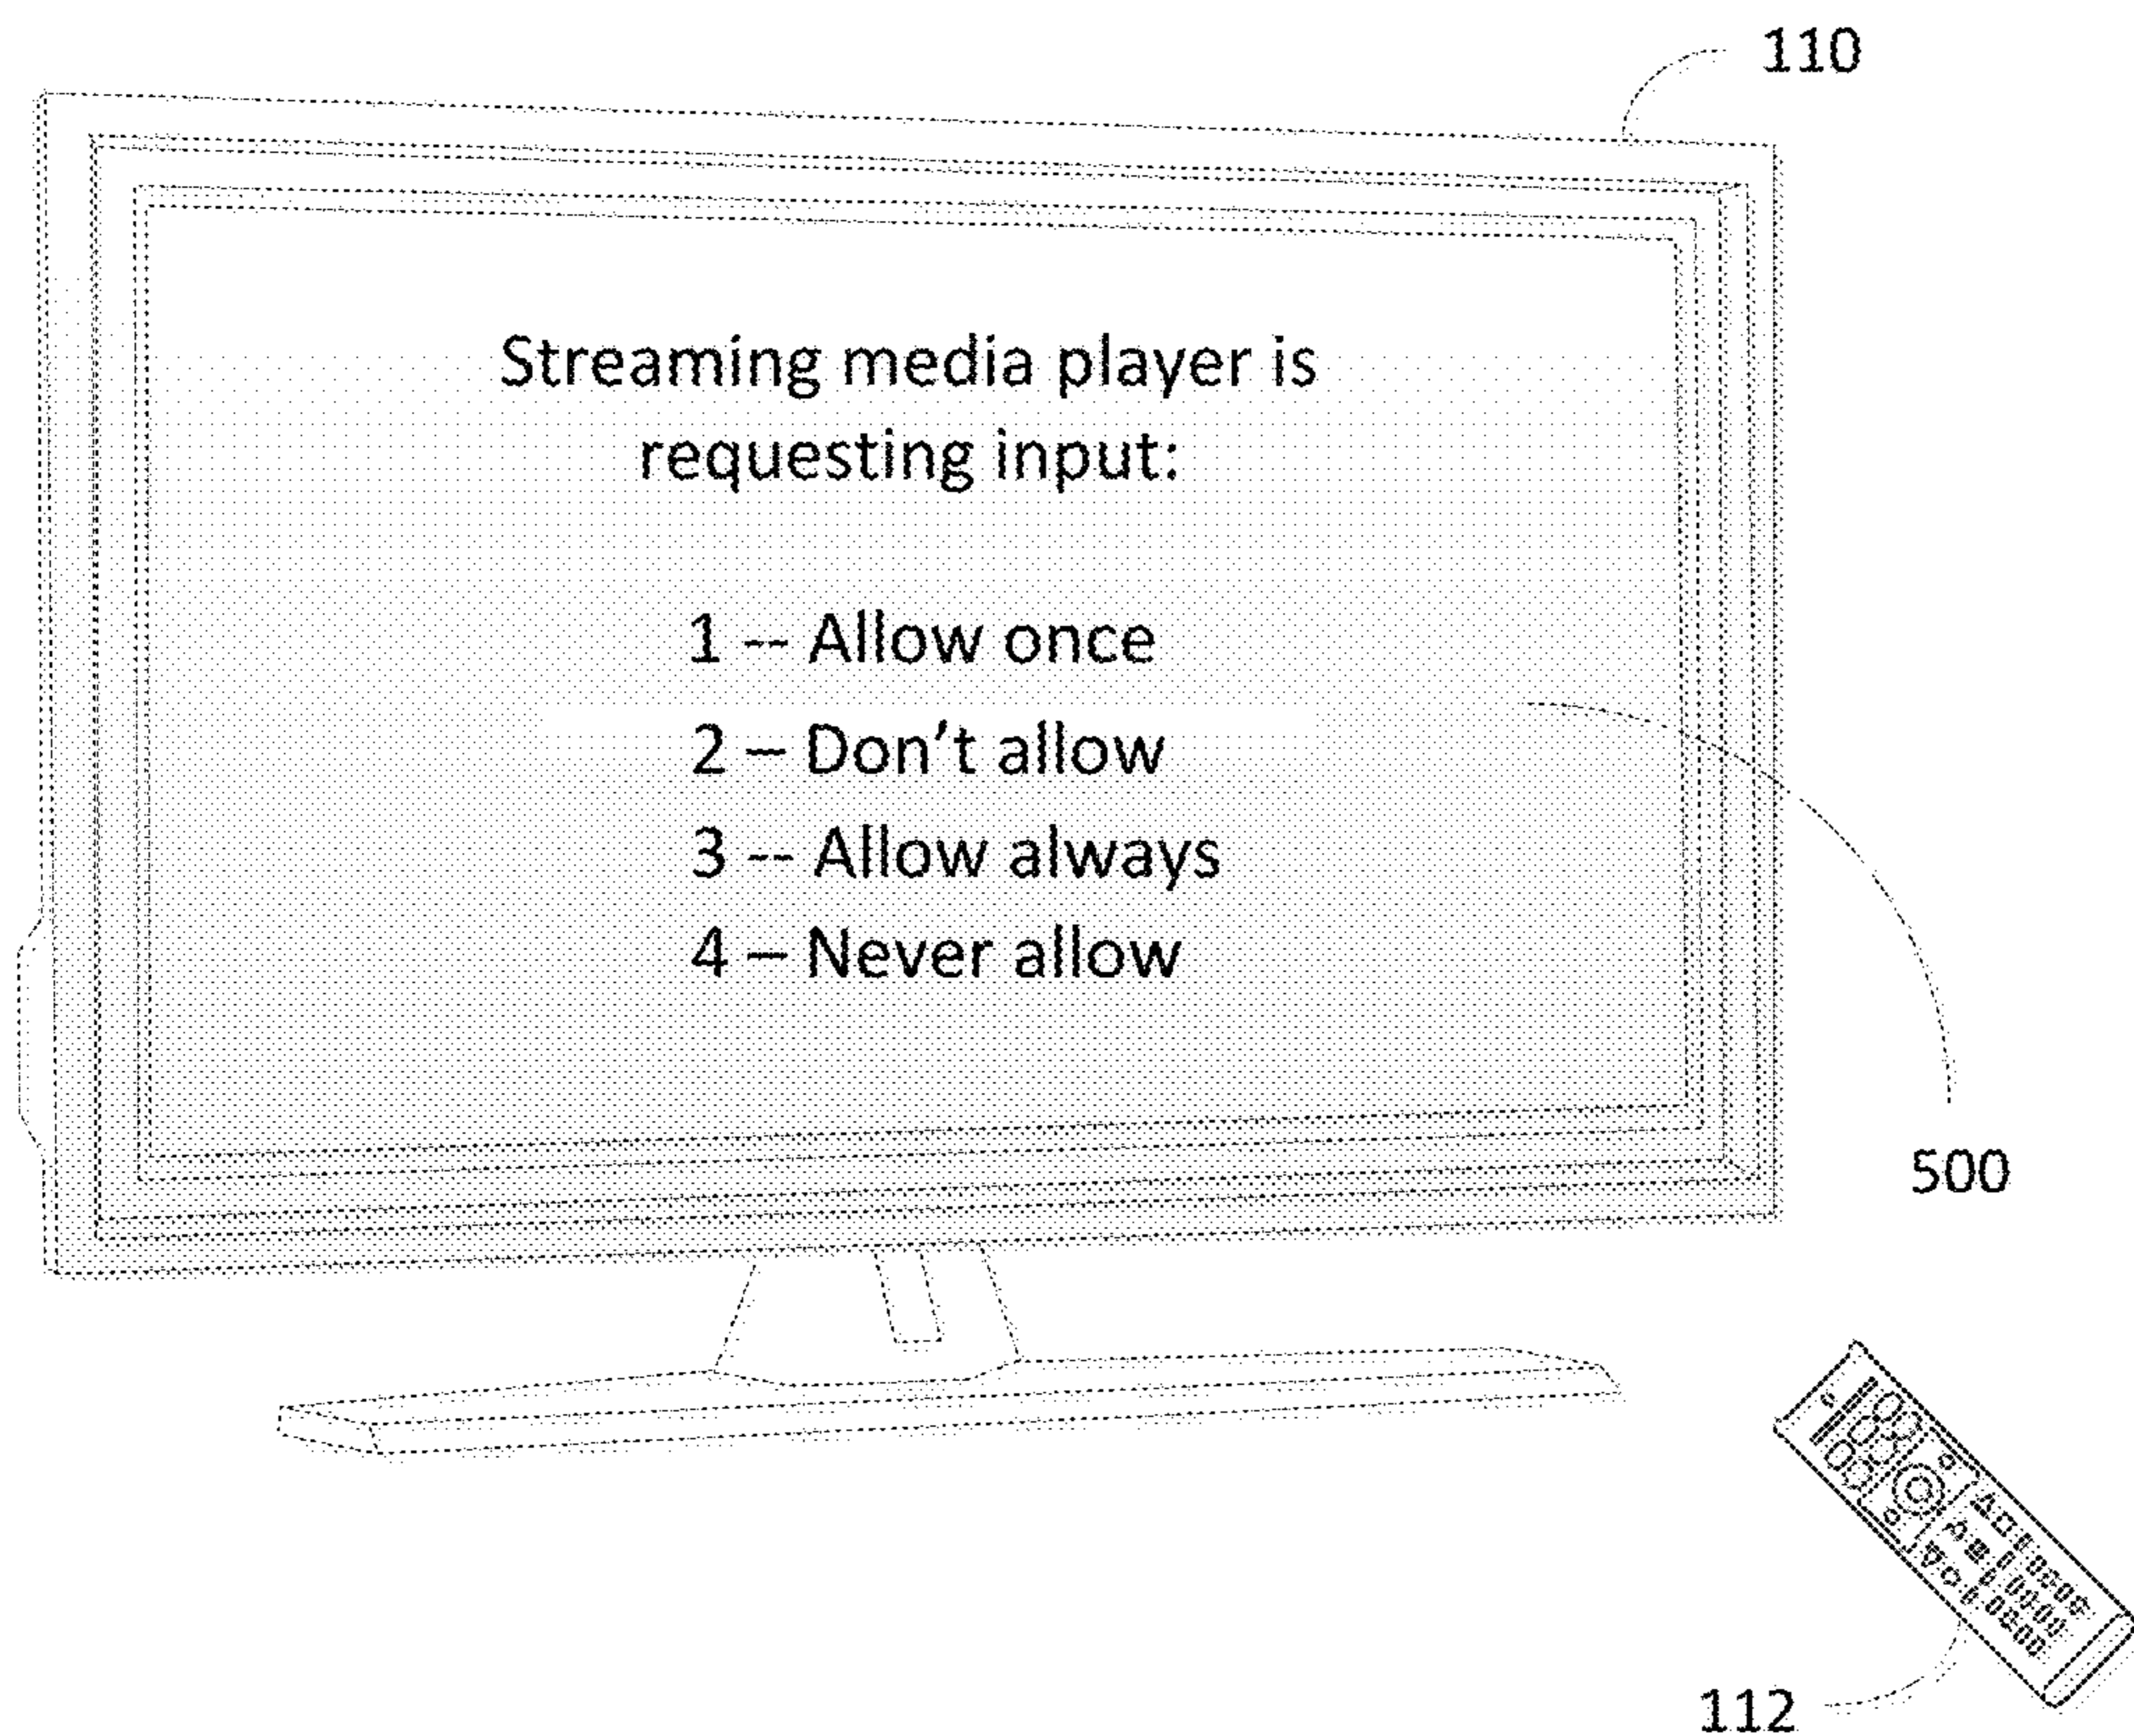 110
Streaming media player is
requesting input:
1 -- Allow once
2 – Don't allow
3 -- Allow always
4 – Never allow
500
112